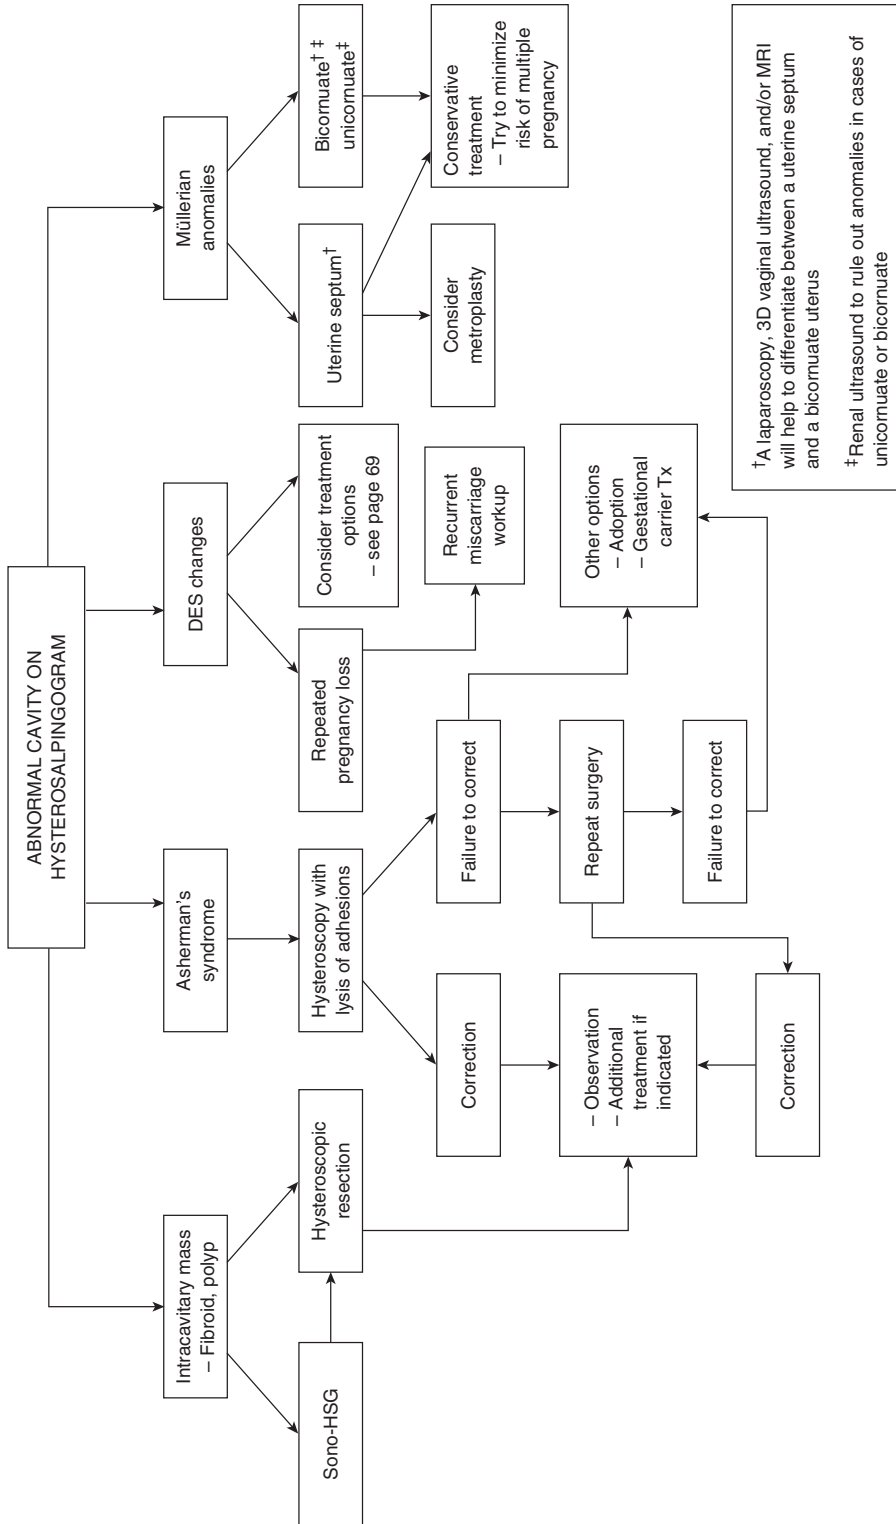 ABNORMAL CAVITY ON
HYSTEROSALPINGOGRAM
Intracavitary mass
– Fibroid, polyp
Asherman's
syndrome
DES changes
Müllerian
anomalies
Sono-HSG
Hysteroscopic
resection
Hysteroscopy with
lysis of adhesions
Repeated
pregnancy loss
Consider treatment
options
– see page 69
Uterine septum†
Bicornuate† ‡
unicornuate‡
Correction
Failure to correct
Recurrent
miscarriage
workup
Consider
metroplasty
Conservative
treatment
– Try to minimize
risk of multiple
pregnancy
– Observation
– Additional
treatment if
indicated
Repeat surgery
Other options
– Adoption
– Gestational
carrier Tx
Correction
Failure to correct
†A laparoscopy, 3D vaginal ultrasound, and/or MRI
will help to differentiate between a uterine septum
and a bicornuate uterus
‡Renal ultrasound to rule out anomalies in cases of
unicornuate or bicornuate